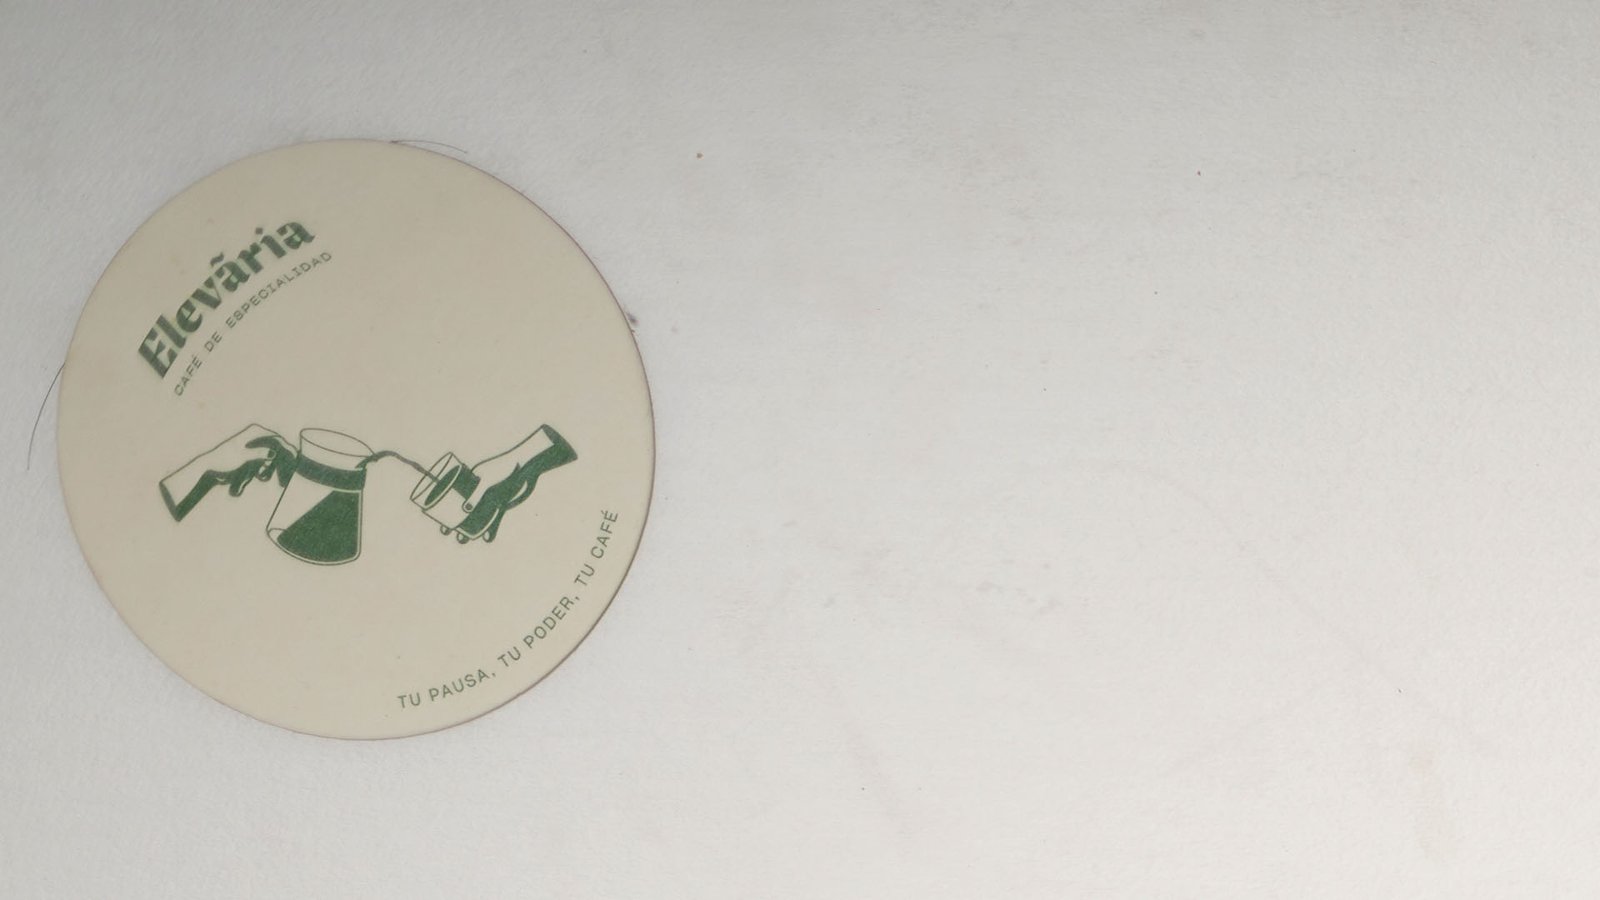 Elevãria
CAFÉ DE ESPECIALIDAD
TU PAUSA, TU PODER, TU CAFÉ